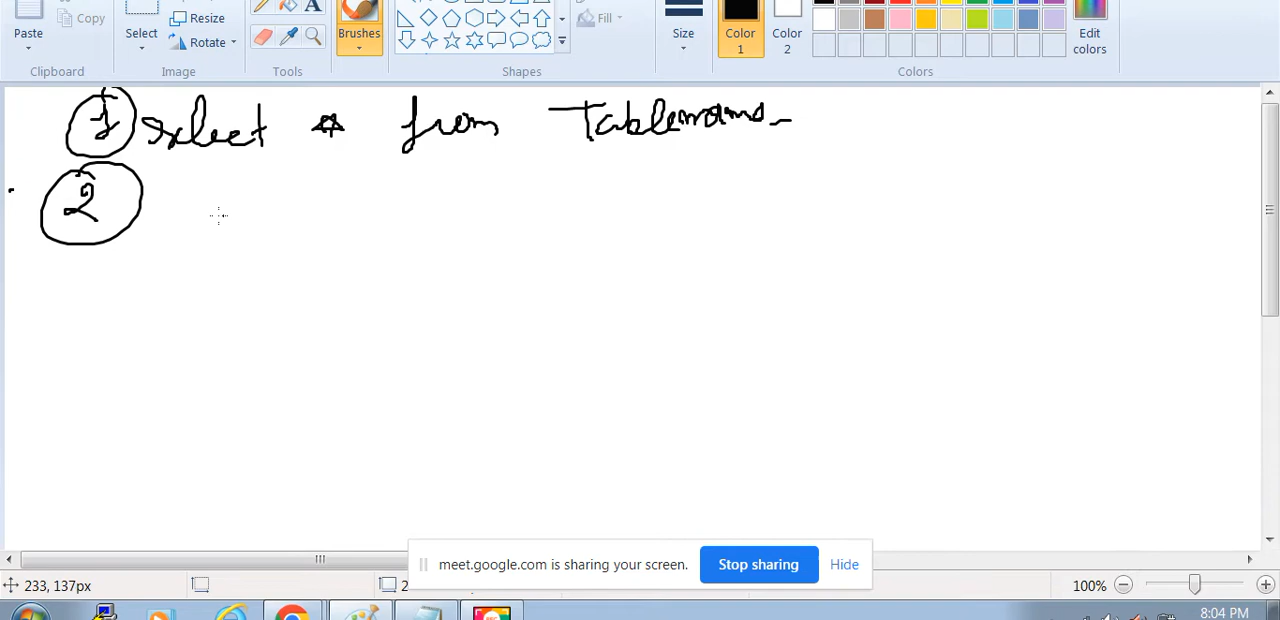 Paste
Copy
Select
Resize
Rotate
A
Brushes
Fill
Size
Color 1
Color 2
Edit colors
Clipboard
Image
Tools
Shapes
Colors
1 select * from Tablename
2
meet.google.com is sharing your screen.
Stop sharing
Hide
233, 137px
2
100%
8:04 PM